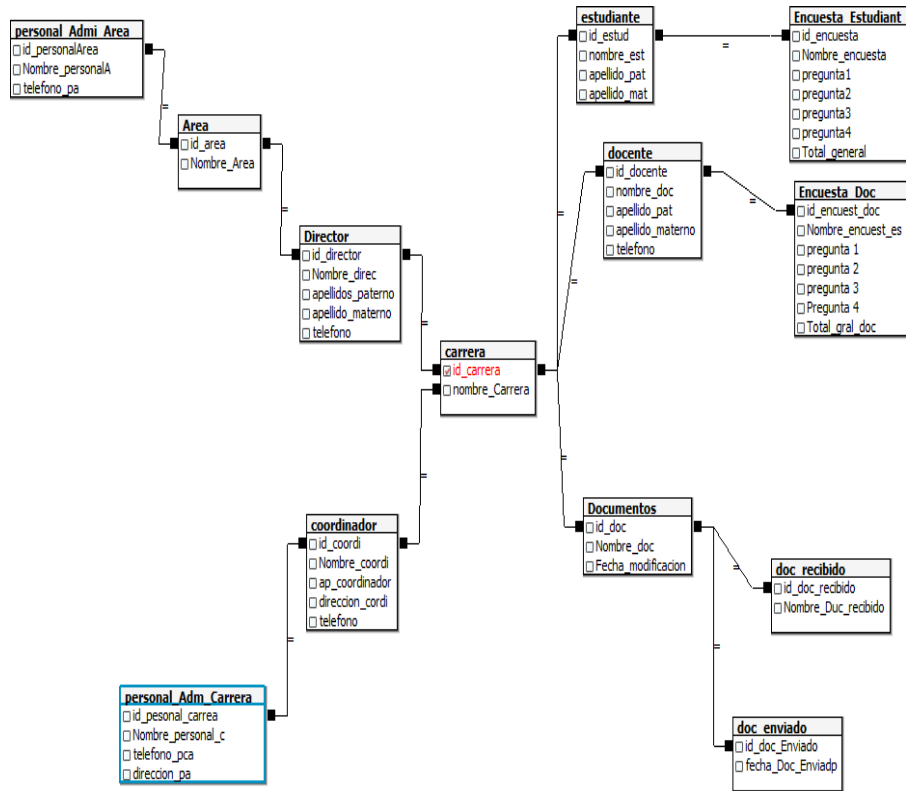 personal_Admi_Area
id_personalArea
Nombre_personalA
telefono_pa
Area
id_area
Nombre_Area
Director
id_director
Nombre_direc
apellidos_paterno
apellido_materno
telefono
carrera
id_carrera
nombre_Carrera
coordinador
id_coordi
Nombre_coordi
ap_coordinador
direccion_cordi
telefono
personal_Adm_Carrera
id_pesonal_carrea
Nombre_personal_c
telefono_pca
direccion_pa
estudiante
id_estud
nombre_est
apellido_pat
apellido_mat
Encuesta_Estudiant
id_encuesta
Nombre_encuesta
pregunta1
pregunta2
pregunta3
pregunta4
Total_general
docente
id_docente
nombre_doc
apellido_pat
apellido_materno
telefono
Encuesta_Doc
id_encuest_doc
Nombre_encuest_es
pregunta 1
pregunta 2
pregunta 3
Pregunta 4
Total_gral_doc
Documentos
id_doc
Nombre_doc
Fecha_modificacion
doc_recibido
id_doc_recibido
Nombre_Duc_recibido
doc_enviado
id_doc_Enviado
fecha_Doc_Enviadp
=
=
=
=
=
=
=
=
=
=
=
=